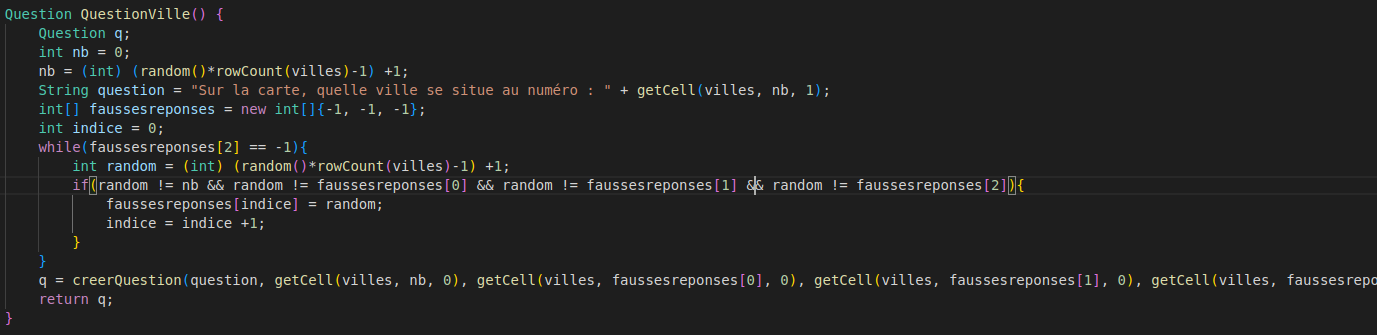 Question QuestionVille() {
    Question q;
    int nb = 0;
    nb = (int) (random()*rowCount(villes)-1) +1;
    String question = "Sur la carte, quelle ville se situe au numéro : " + getCell(villes, nb, 1);
    int[] faussesreponses = new int[]{-1, -1, -1};
    int indice = 0;
    while(faussesreponses[2] == -1){
        int random = (int) (random()*rowCount(villes)-1) +1;
        if(random != nb && random != faussesreponses[0] && random != faussesreponses[1] && random != faussesreponses[2]){
            faussesreponses[indice] = random;
            indice = indice +1;
        }
    }
    q = creerQuestion(question, getCell(villes, nb, 0), getCell(villes, faussesreponses[0], 0), getCell(villes, faussesreponses[1], 0), getCell(villes, faussesrepo
    return q;
}